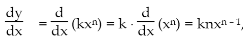 dy/dx = d/dx (kxⁿ) = k · d/dx (xⁿ) = knxⁿ⁻¹,